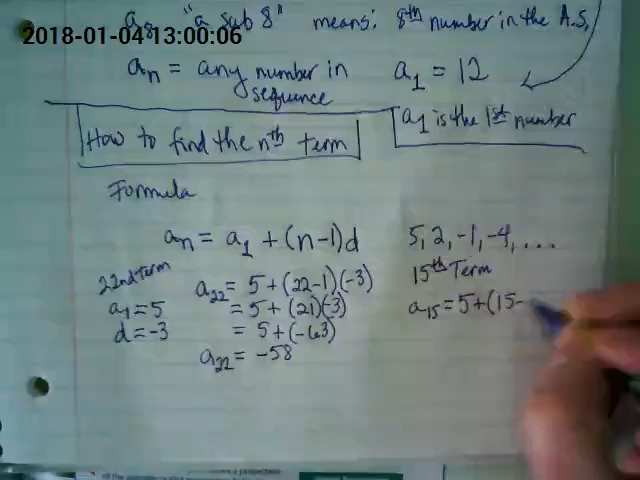 a8 "a sub 8" means: 8th number in the A.S,
2018-01-04 13:00:06
an = any number in sequence
a1 = 12
a1 is the 1st number
How to find the nth term
Formula
an = a1 + (n-1)d
22nd Term
a1 = 5
d = -3
a22 = 5 + (22-1)(-3)
= 5 + (21)(-3)
= 5 + (-63)
a22 = -58
5, 2, -1, -4, ...
15th Term
a15 = 5+(15-